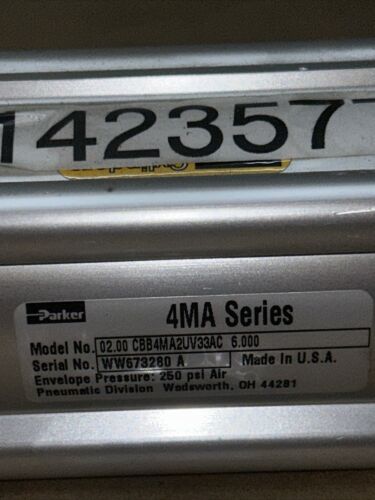 1423577
Parker
4MA Series
Model No. 02.00 CBB4MA2UV33AC 6.000
Serial No. WW673280 A Made in U.S.A.
Envelope Pressure: 250 psi Air
Pneumatic Division Wadsworth, OH 44281